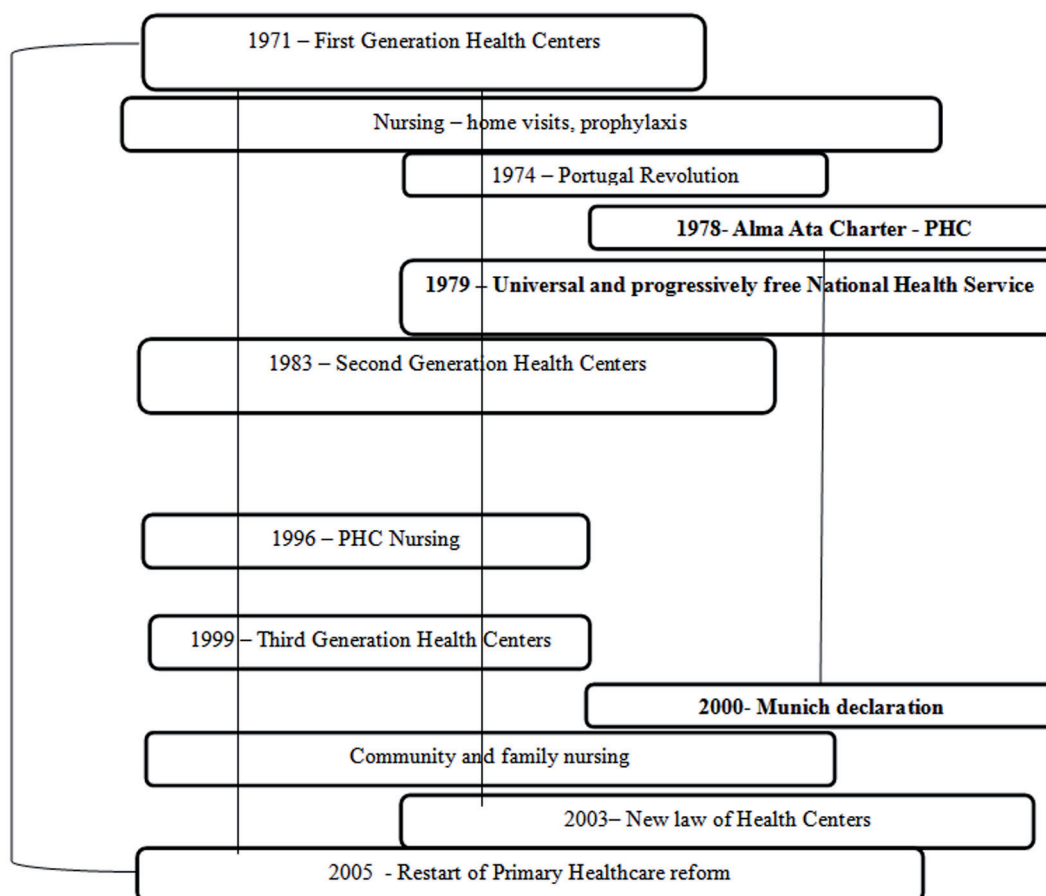 1971 – First Generation Health Centers
Nursing – home visits, prophylaxis
1974 – Portugal Revolution
1978- Alma Ata Charter - PHC
1979 – Universal and progressively free National Health Service
1983 – Second Generation Health Centers
1996 – PHC Nursing
1999 – Third Generation Health Centers
2000- Munich declaration
Community and family nursing
2003– New law of Health Centers
2005 - Restart of Primary Healthcare reform